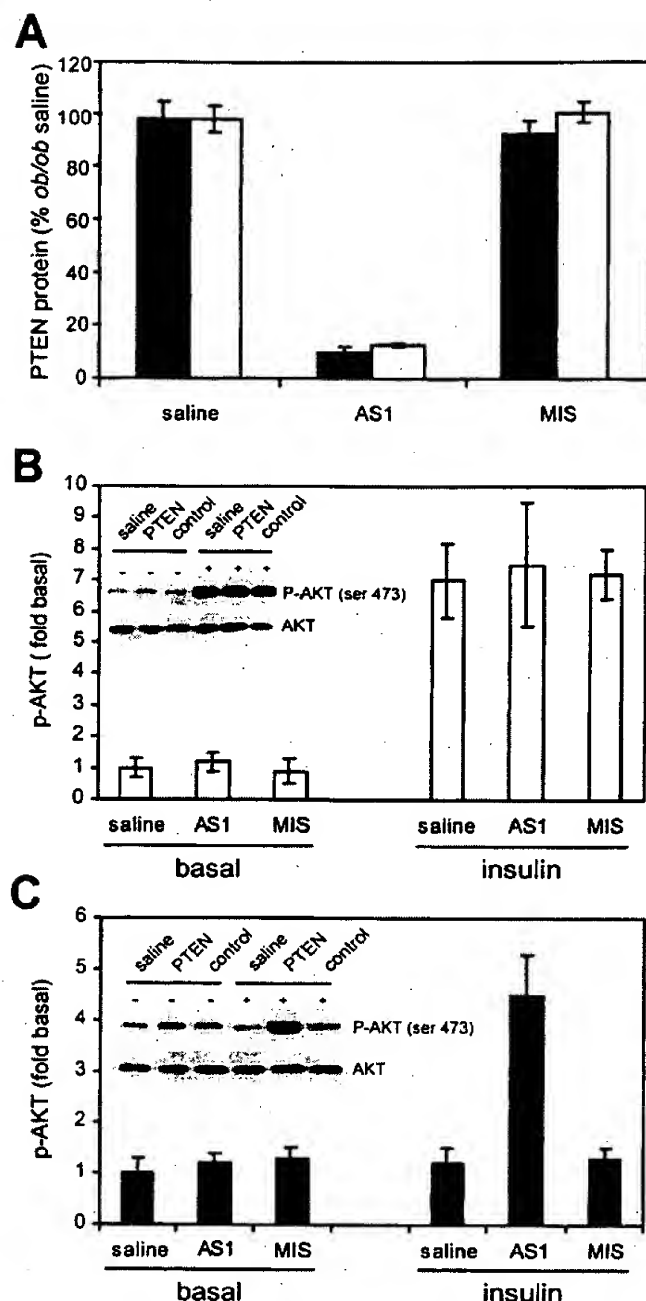 A
PTEN protein (% ob/ob saline)
120
100
80
60
40
20
0
saline AS1 MIS
B
p-AKT ( fold basal)
10
9
8
7
6
5
4
3
2
1
0
saline PTEN control saline PTEN control
- - - + + +
P-AKT (ser 473)
AKT
saline AS1 MIS saline AS1 MIS
basal insulin
C
p-AKT (fold basal)
6
5
4
3
2
1
0
saline PTEN control saline PTEN control
- - - + + +
P-AKT (ser 473)
AKT
saline AS1 MIS saline AS1 MIS
basal insulin